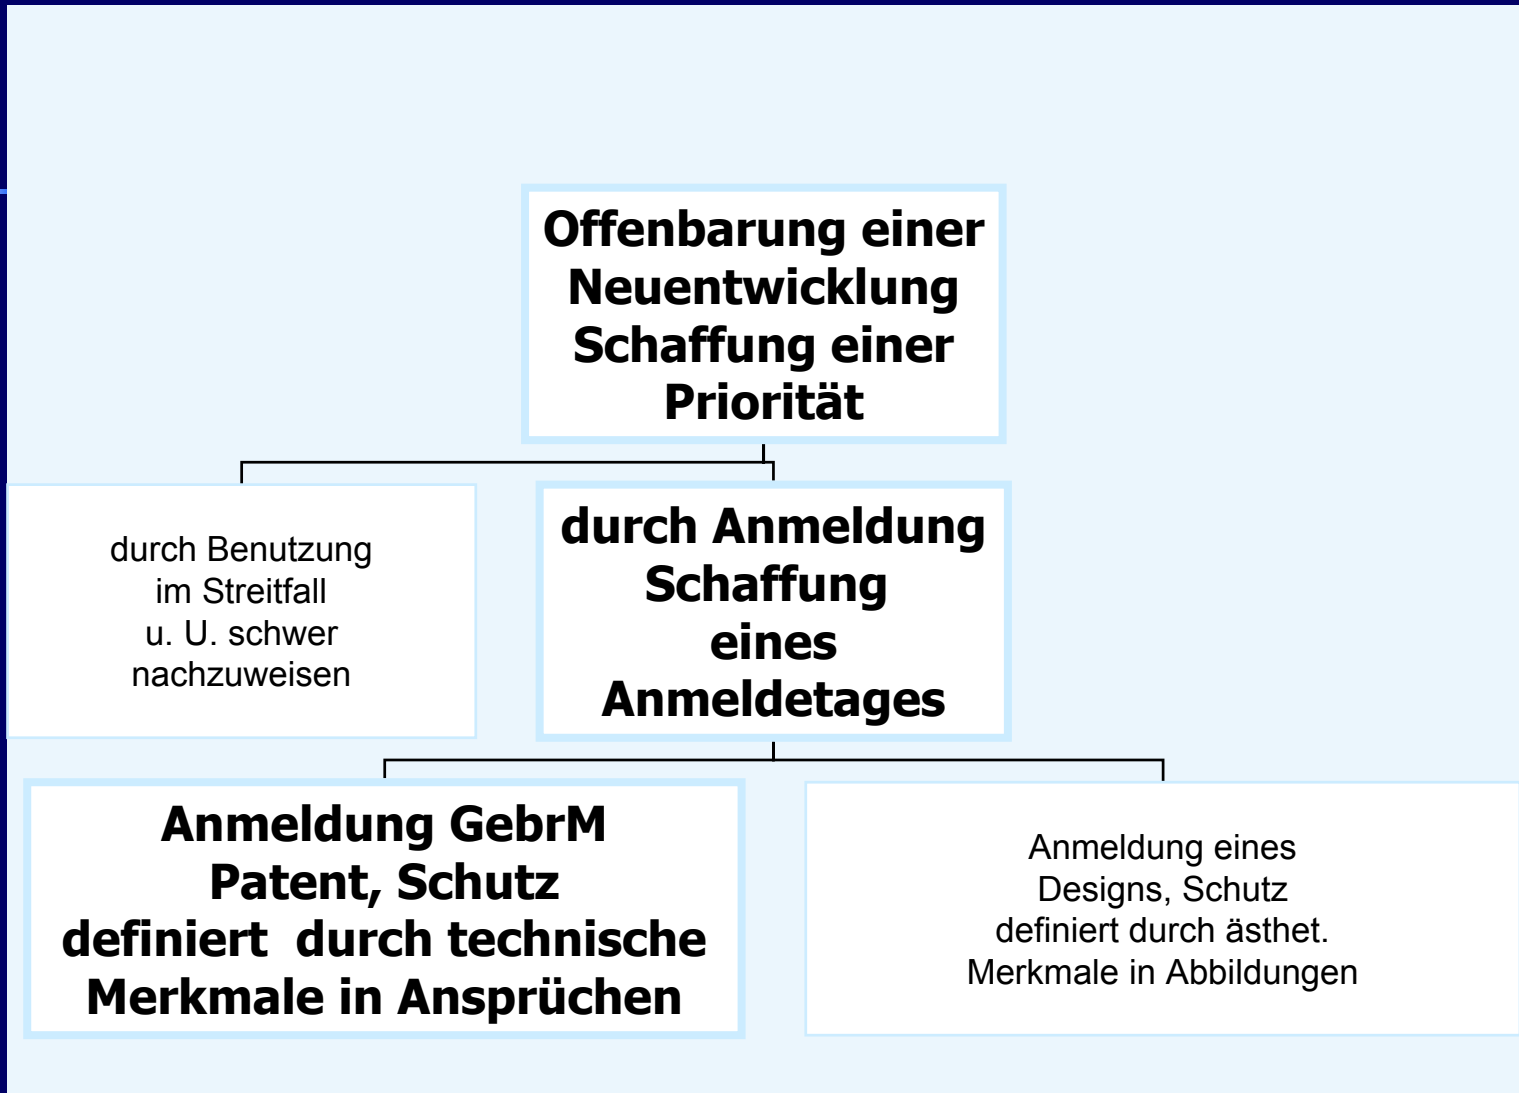 Offenbarung einer
Neuentwicklung
Schaffung einer
Priorität
durch Benutzung
im Streitfall
u. U. schwer
nachzuweisen
durch Anmeldung
Schaffung
eines
Anmeldetages
Anmeldung GebrM
Patent, Schutz
definiert durch technische
Merkmale in Ansprüchen
Anmeldung eines
Designs, Schutz
definiert durch ästhet.
Merkmale in Abbildungen